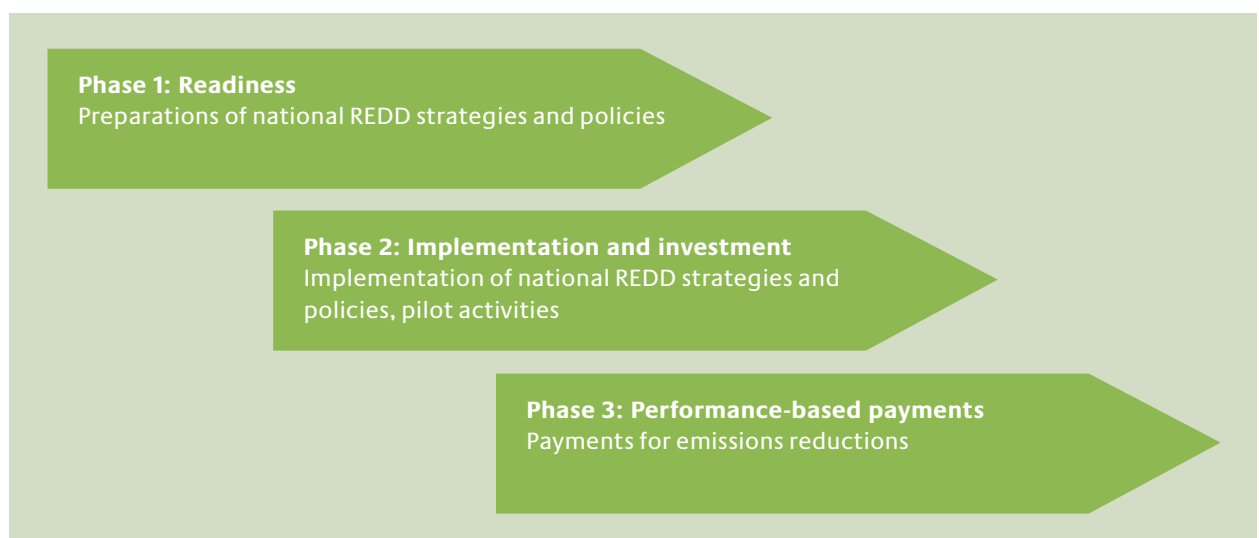 Phase 1: Readiness
Preparations of national REDD strategies and policies
Phase 2: Implementation and investment
Implementation of national REDD strategies and
policies, pilot activities
Phase 3: Performance-based payments
Payments for emissions reductions